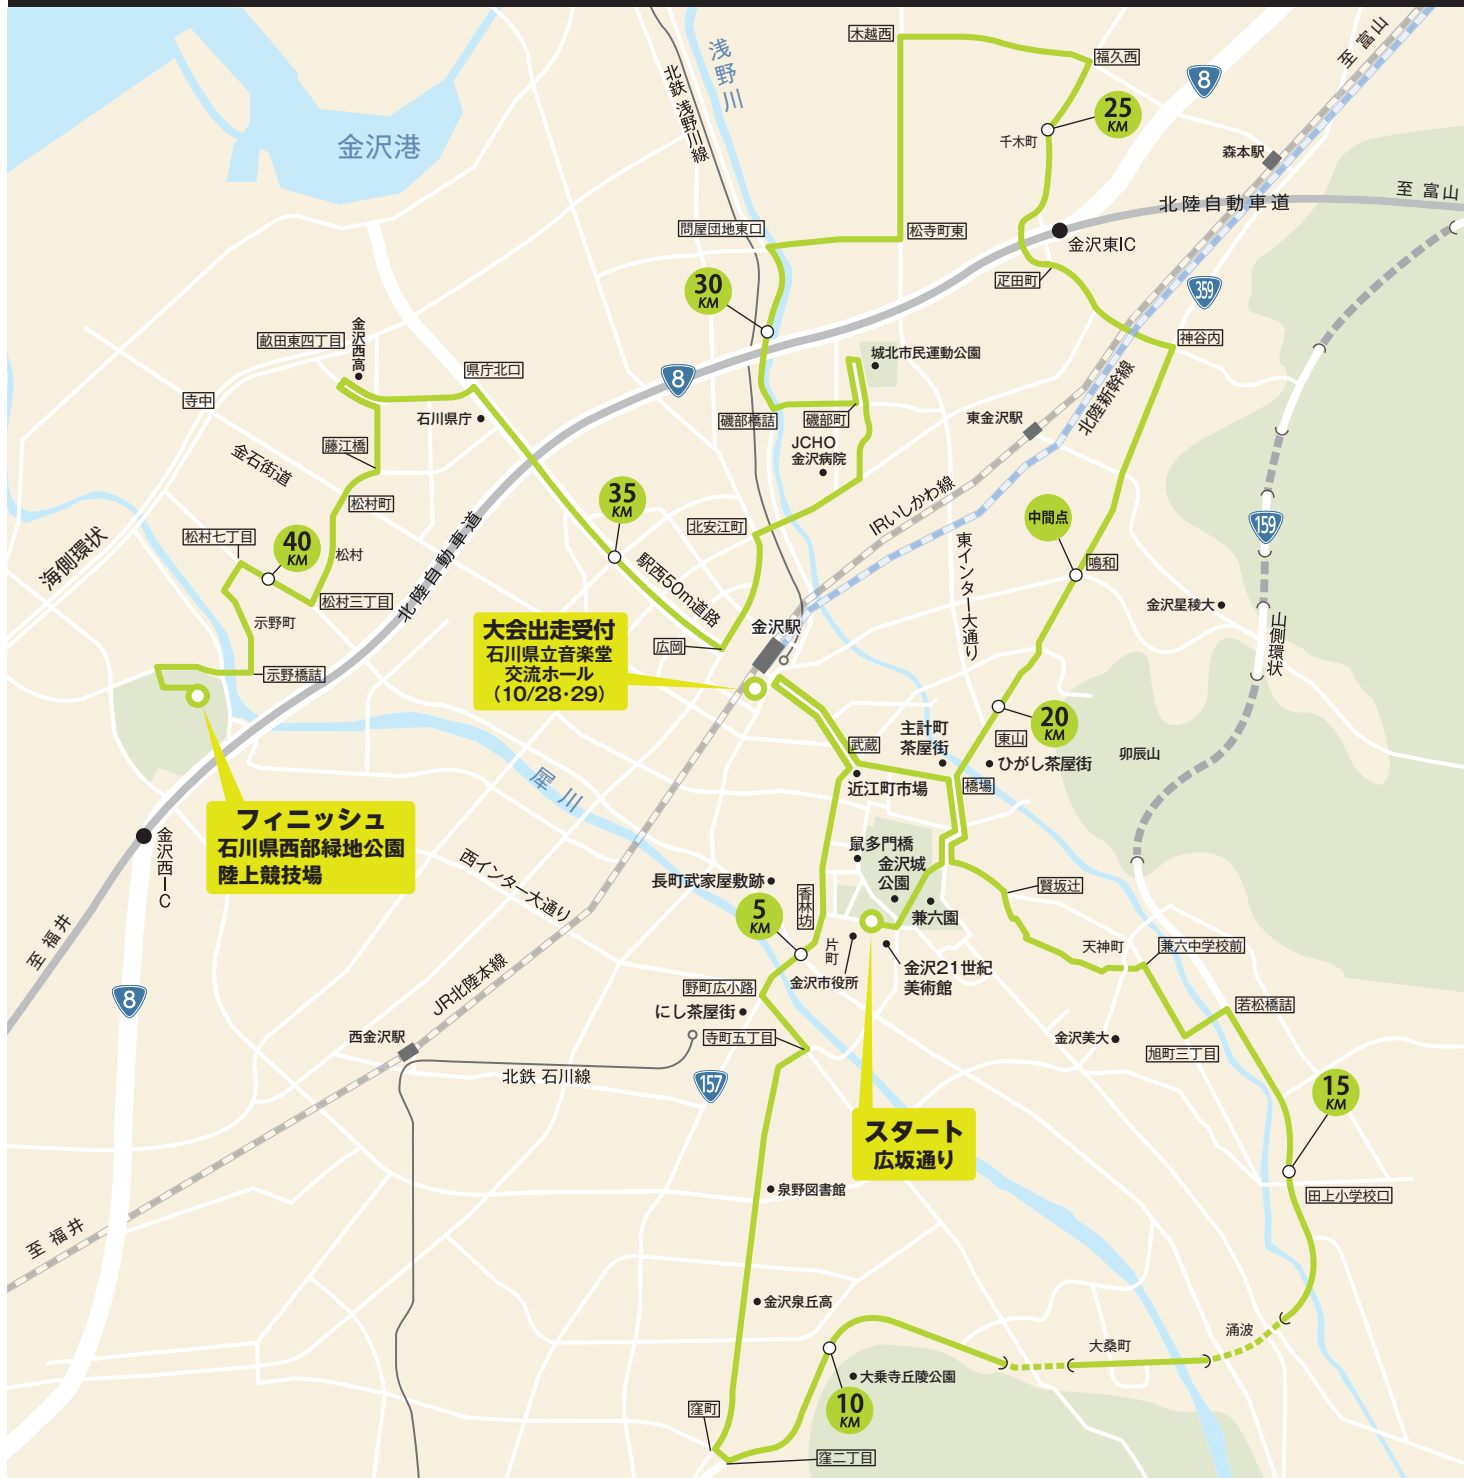 木越西
福久西
至 富山
8
浅野川
北鉄 浅野川線
25
KM
金沢港
千木町
森本駅
至 富山
北陸自動車道
問屋団地東口
松寺町東
金沢東IC
疋田町
30
KM
359
神谷内
畝田東四丁目
金沢西高
県庁北口
8
城北市民運動公園
北陸新幹線
寺中
石川県庁
磯部橋詰
磯部町
東金沢駅
藤江橋
JCHO
金沢病院
金石街道
35
KM
IRいしかわ線
松村町
中間点
159
北安江町
松村七丁目
40
KM
海側環状
北陸自動車道
東インター大通り
鳴和
松村
駅西50m道路
松村三丁目
金沢星稜大
示野町
大会出走受付
石川県立音楽堂
交流ホール
(10/28・29)
金沢駅
広岡
山側環状
示野橋詰
20
KM
主計町
茶屋街
東山
武蔵
ひがし茶屋街
卯辰山
犀川
近江町市場
橋場
フィニッシュ
石川県西部緑地公園
陸上競技場
金沢西IC
西インター大通り
鼠多門橋
金沢城
公園
長町武家屋敷跡
香林坊
賢坂辻
兼六園
5
KM
至 福井
片町
天神町
兼六中学校前
金沢21世紀
美術館
JR北陸本線
金沢市役所
野町広小路
8
にし茶屋街
若松橋詰
西金沢駅
寺町五丁目
金沢美大
旭町三丁目
北鉄 石川線
157
15
KM
スタート
広坂通り
泉野図書館
田上小学校口
至 福井
金沢泉丘高
涌波
大桑町
大乗寺丘陵公園
10
KM
窪町
窪二丁目